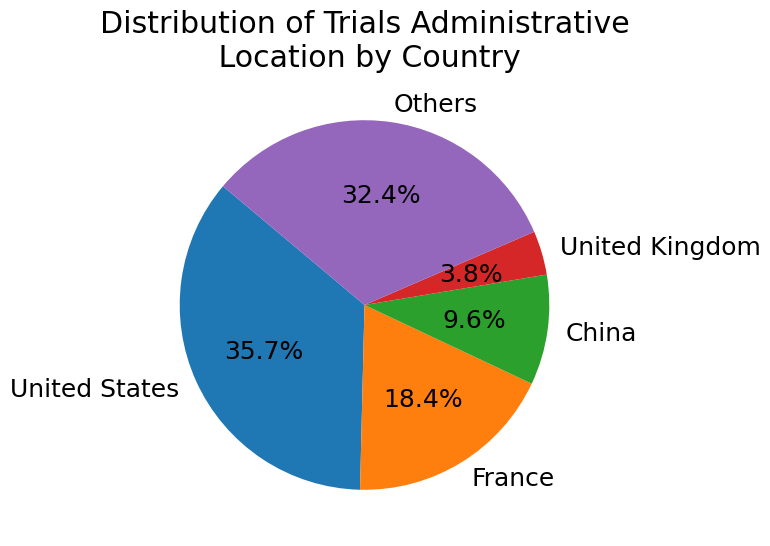 Distribution of Trials Administrative
Location by Country
Others
32.4%
United Kingdom
3.8%
9.6%
China
35.7%
United States
18.4%
France